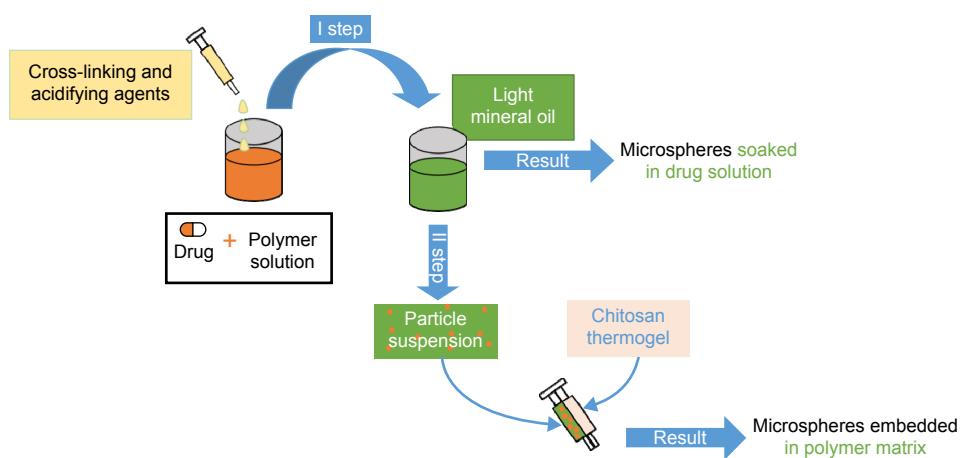 I step
Cross-linking and
acidifying agents
Light
mineral oil
Result
Microspheres soaked
in drug solution
Drug + Polymer
solution
II step
Particle
suspension
Chitosan
thermogel
Result
Microspheres embedded
in polymer matrix